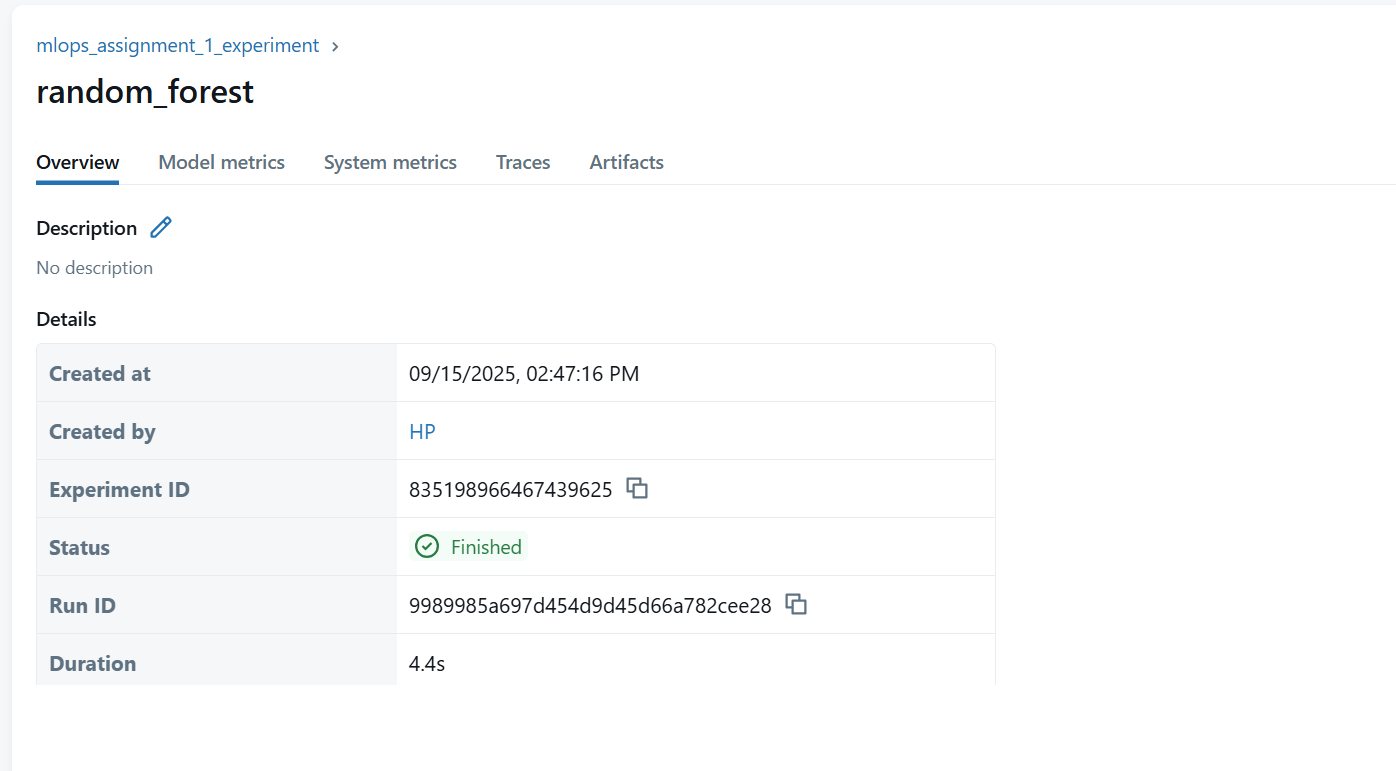 mlops_assignment_1_experiment ›
random_forest
Overview Model metrics System metrics Traces Artifacts
Description
No description
Details
Created at 09/15/2025, 02:47:16 PM
Created by HP
Experiment ID 835198966467439625
Status Finished
Run ID 9989985a697d454d9d45d66a782cee28
Duration 4.4s